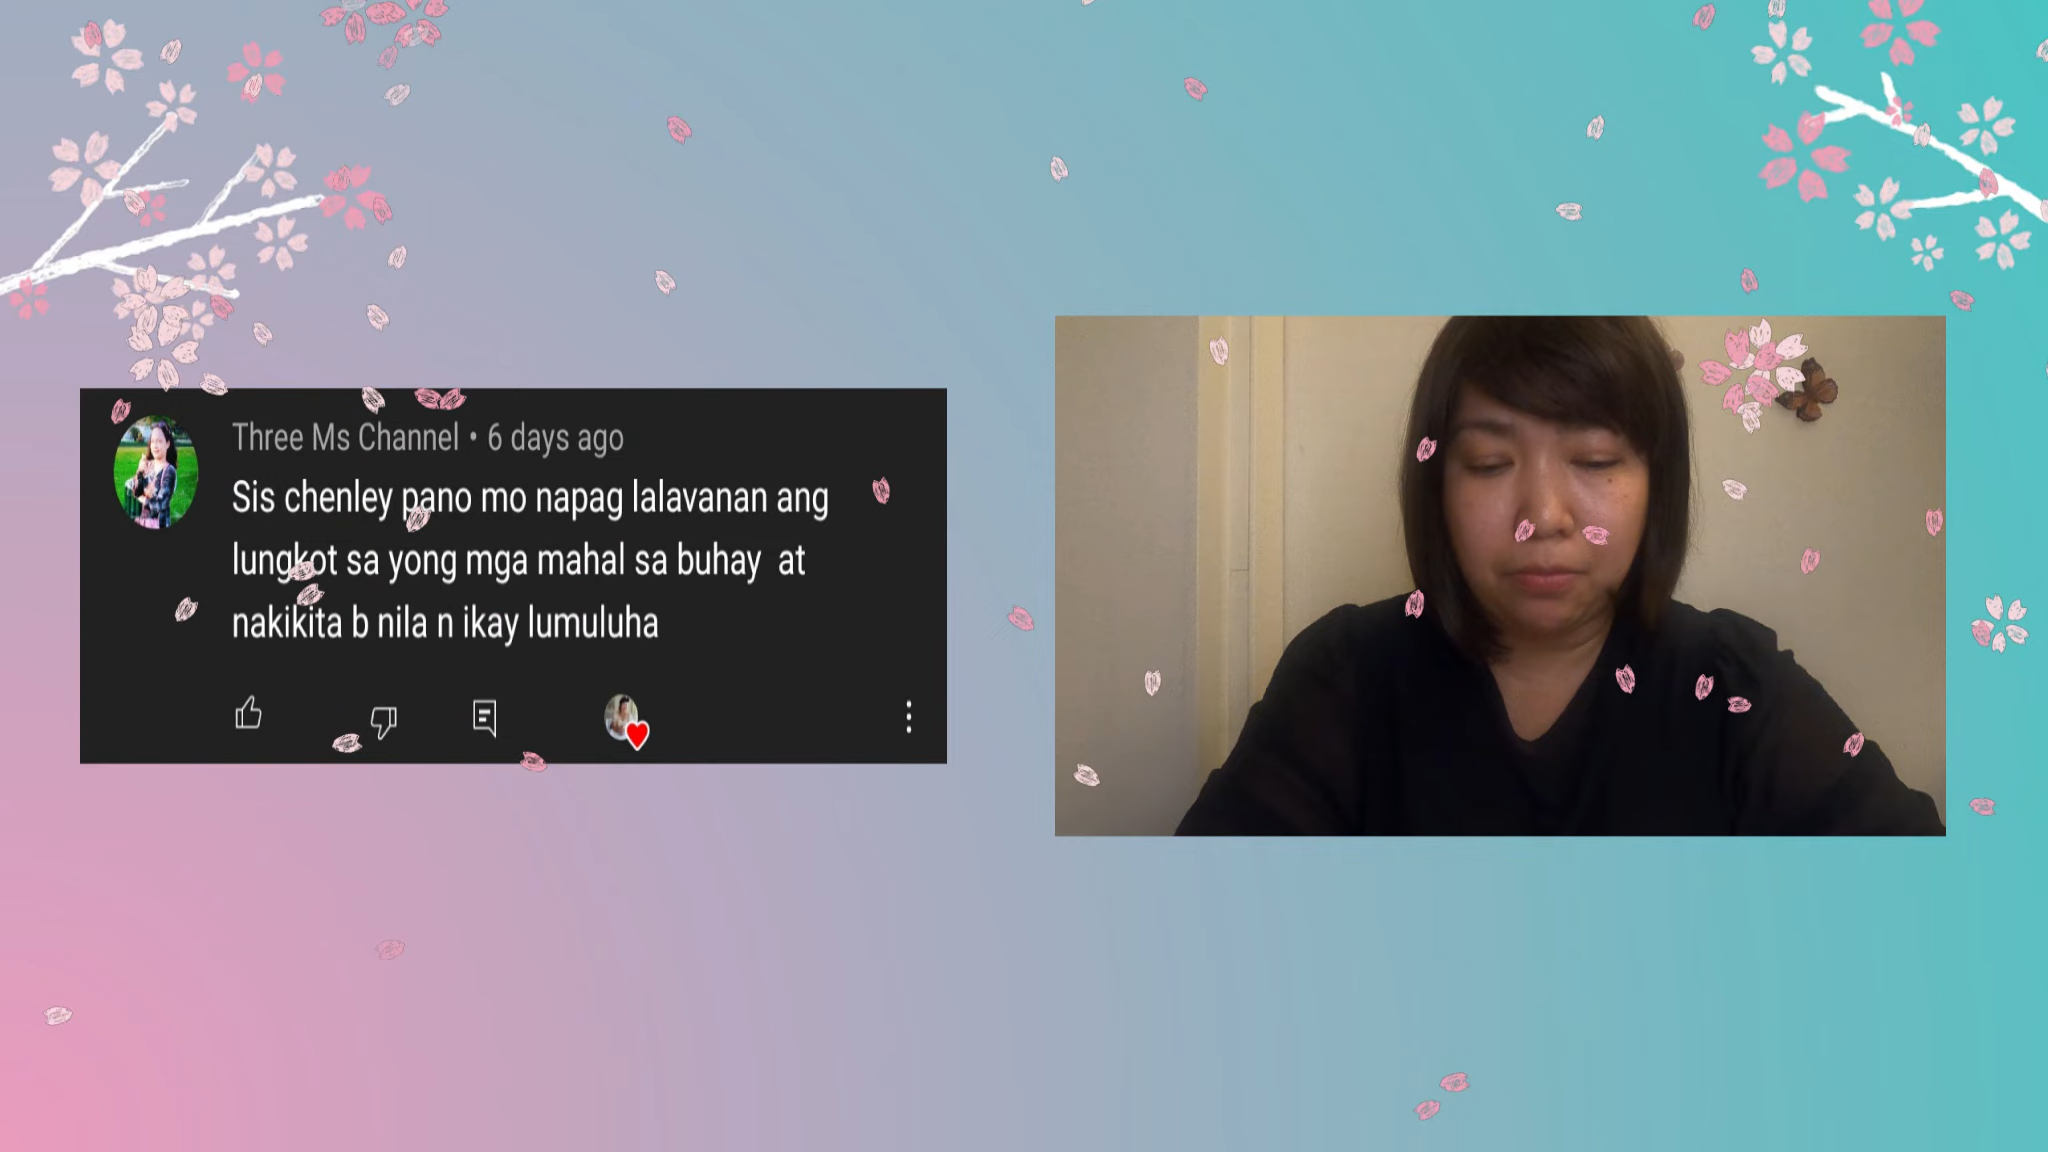 Three Ms Channel • 6 days ago
Sis chenley pano mo napag lalavanan ang
lungkot sa yong mga mahal sa buhay at
nakikita b nila n ikay lumuluha